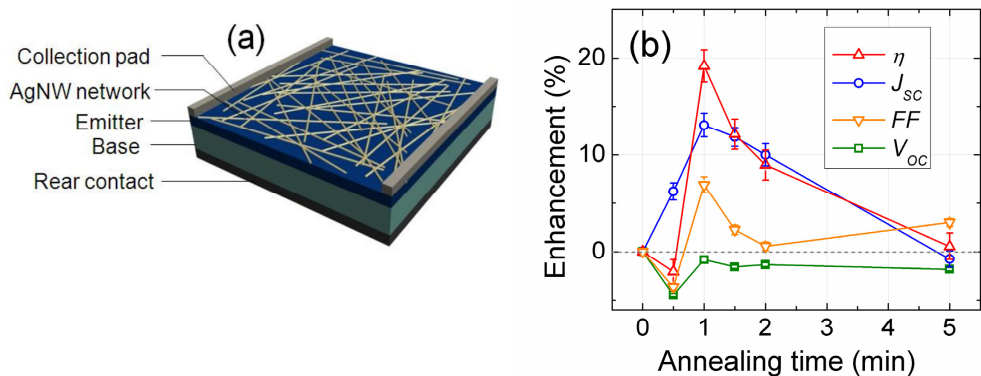 (a)
Collection pad
AgNW network
Emitter
Base
Rear contact
(b)
η
J_SC
FF
V_OC
Enhancement (%)
20
10
0
0 1 2 3 4 5
Annealing time (min)